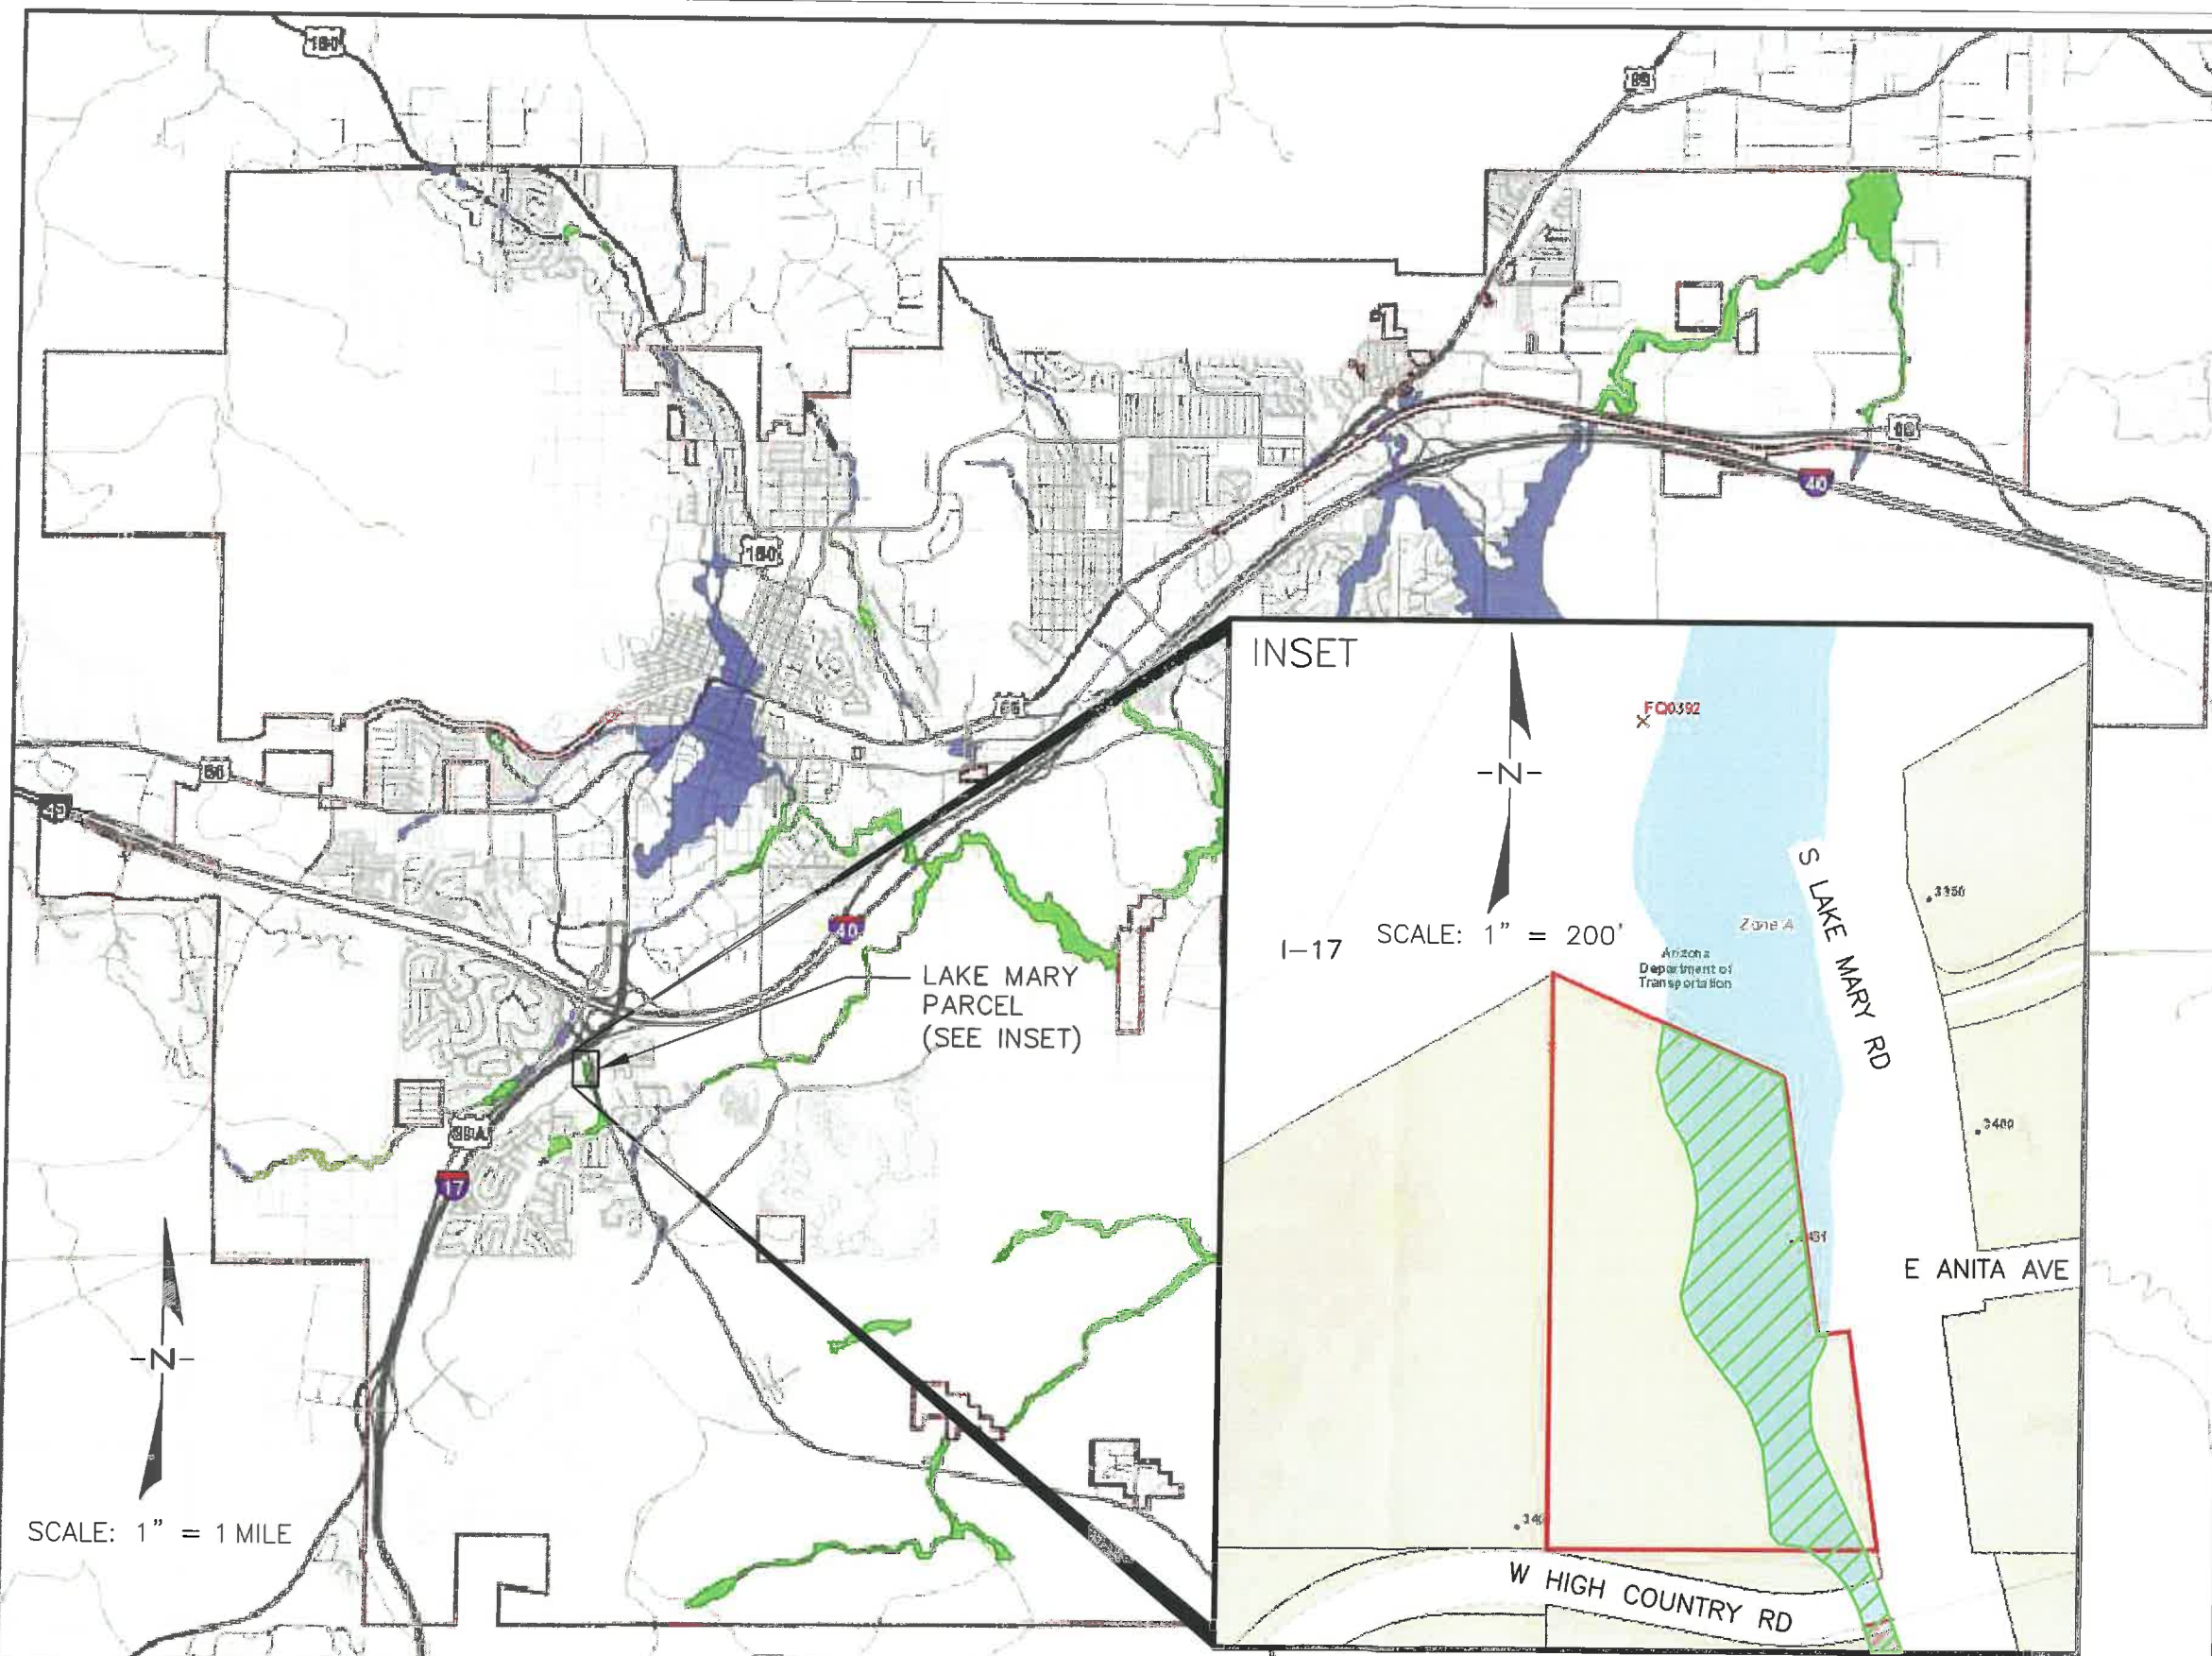 180
89
40
180
66
66
40
40
LAKE MARY
PARCEL
(SEE INSET)
89A
17
-N-
SCALE: 1" = 1 MILE
INSET
FQ0392
-N-
SCALE: 1" = 200'
I-17
S LAKE MARY RD
Zone A
Arizona
Department of
Transportation
3350
3400
E ANITA AVE
W HIGH COUNTRY RD